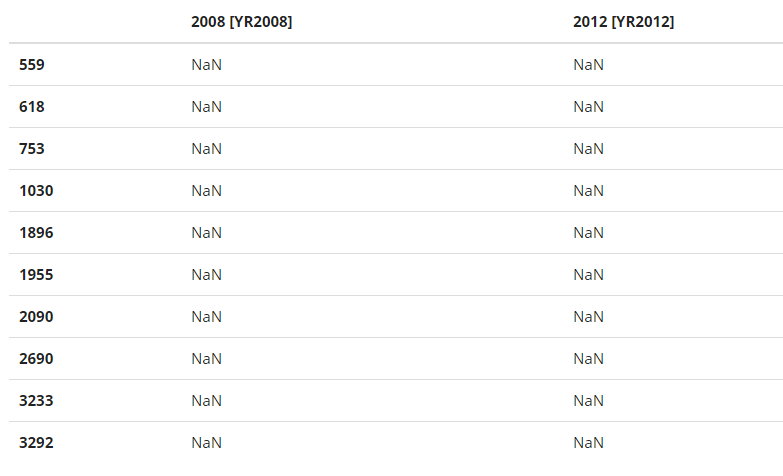 2008 [YR2008] 2012 [YR2012]
559 NaN NaN
618 NaN NaN
753 NaN NaN
1030 NaN NaN
1896 NaN NaN
1955 NaN NaN
2090 NaN NaN
2690 NaN NaN
3233 NaN NaN
3292 NaN NaN